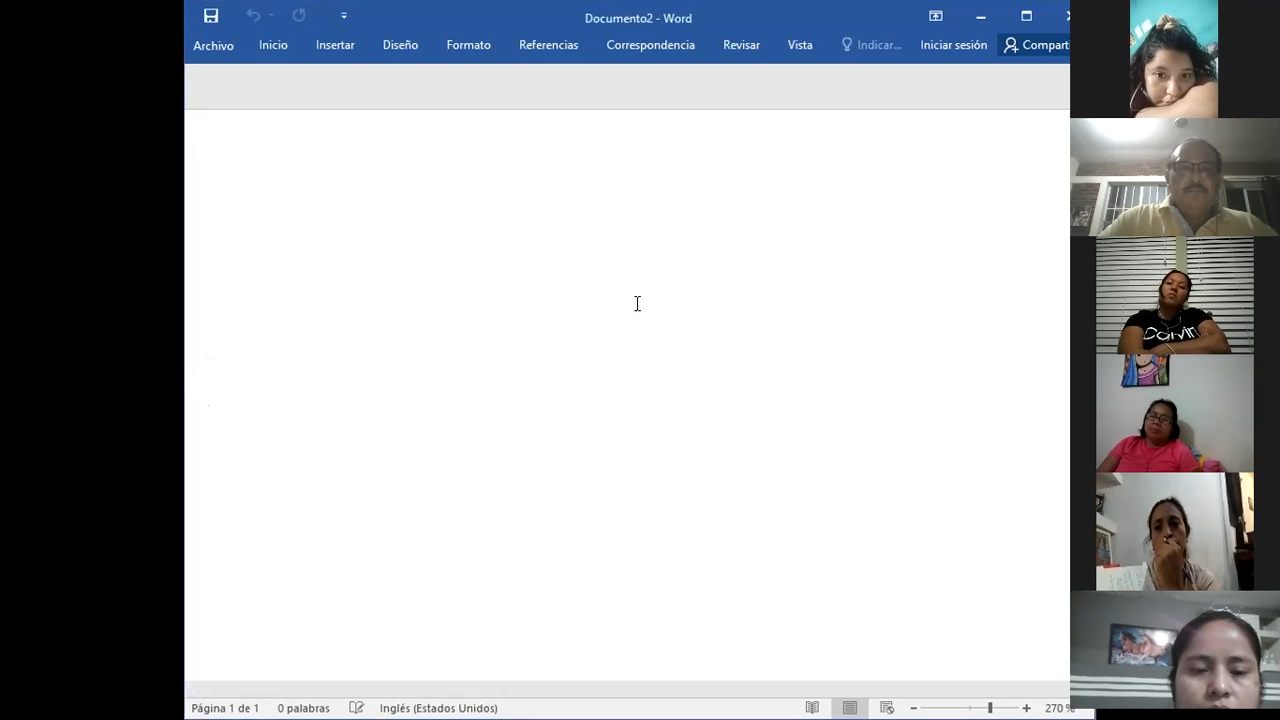 Documento2 - Word
Archivo Inicio Insertar Diseño Formato Referencias Correspondencia Revisar Vista Indicar... Iniciar sesión Comparti
Calvin
Página 1 de 1 0 palabras Inglés (Estados Unidos) 270 %